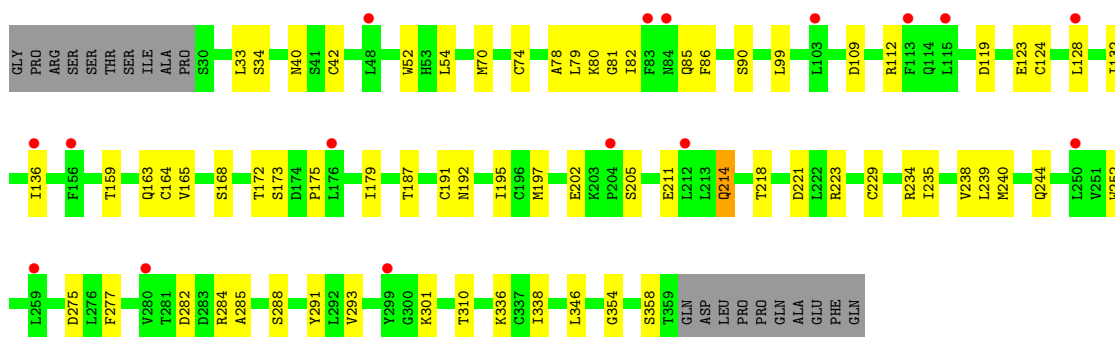 GLY PRO ARG SER SER THR SER ILE ALA PRO S30 L33 S34 N40 S41 C42 L48 W52 H53 L54 M70 C74 A78 L79 K80 G81 I82 F83 N84 Q85 F86 S90 L99 L103 D109 R112 F113 Q114 L115 D119 E123 C124 L128
I136 F156 T159 Q163 C164 V165 S168 T172 S173 D174 P175 L176 I179 T187 C191 N192 I195 C196 M197 E202 K203 P204 S205 E211 L212 L213 Q214 T218 D221 L222 R223 C229 R234 I235 V238 L239 M240 Q244 L250 V251
L259 D275 L276 F277 V280 T281 D282 D283 R284 A285 S288 Y291 L292 V293 Y299 G300 K301 T310 K336 C337 I338 L346 G354 S358 T359 GLN ASP LEU PRO PRO GLN ALA GLU PHE GLN